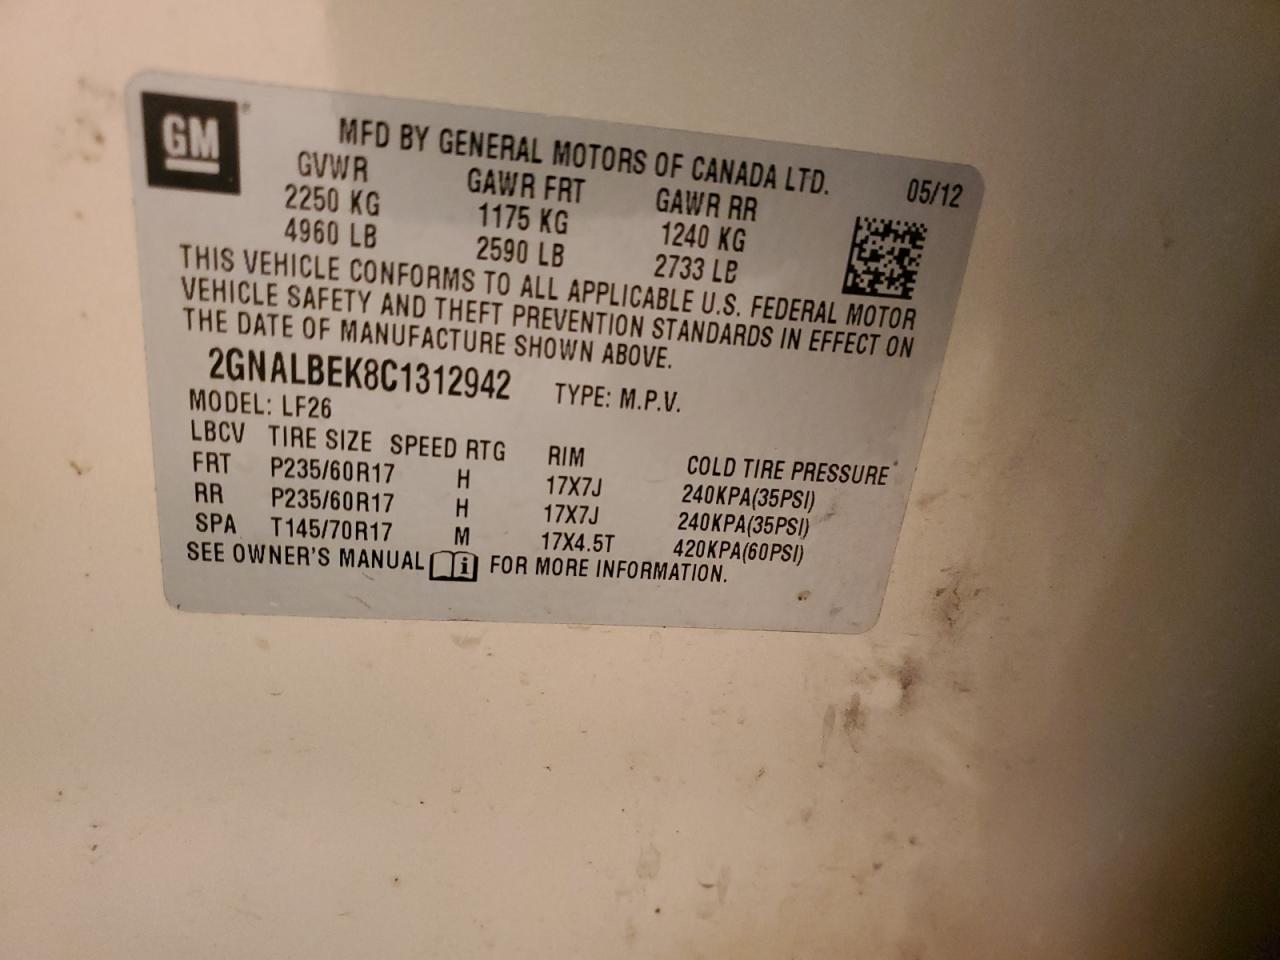 GM
MFD BY GENERAL MOTORS OF CANADA LTD.
05/12
GVWR GAWR FRT GAWR RR
2250 KG 1175 KG 1240 KG
4960 LB 2590 LB 2733 LB
THIS VEHICLE CONFORMS TO ALL APPLICABLE U.S. FEDERAL MOTOR
VEHICLE SAFETY AND THEFT PREVENTION STANDARDS IN EFFECT ON
THE DATE OF MANUFACTURE SHOWN ABOVE.
2GNALBEK8C1312942 TYPE: M.P.V.
MODEL: LF26
LBCV TIRE SIZE SPEED RTG RIM COLD TIRE PRESSURE
FRT P235/60R17 H 17X7J 240KPA(35PSI)
RR P235/60R17 H 17X7J 240KPA(35PSI)
SPA T145/70R17 M 17X4.5T 420KPA(60PSI)
SEE OWNER'S MANUAL i FOR MORE INFORMATION.